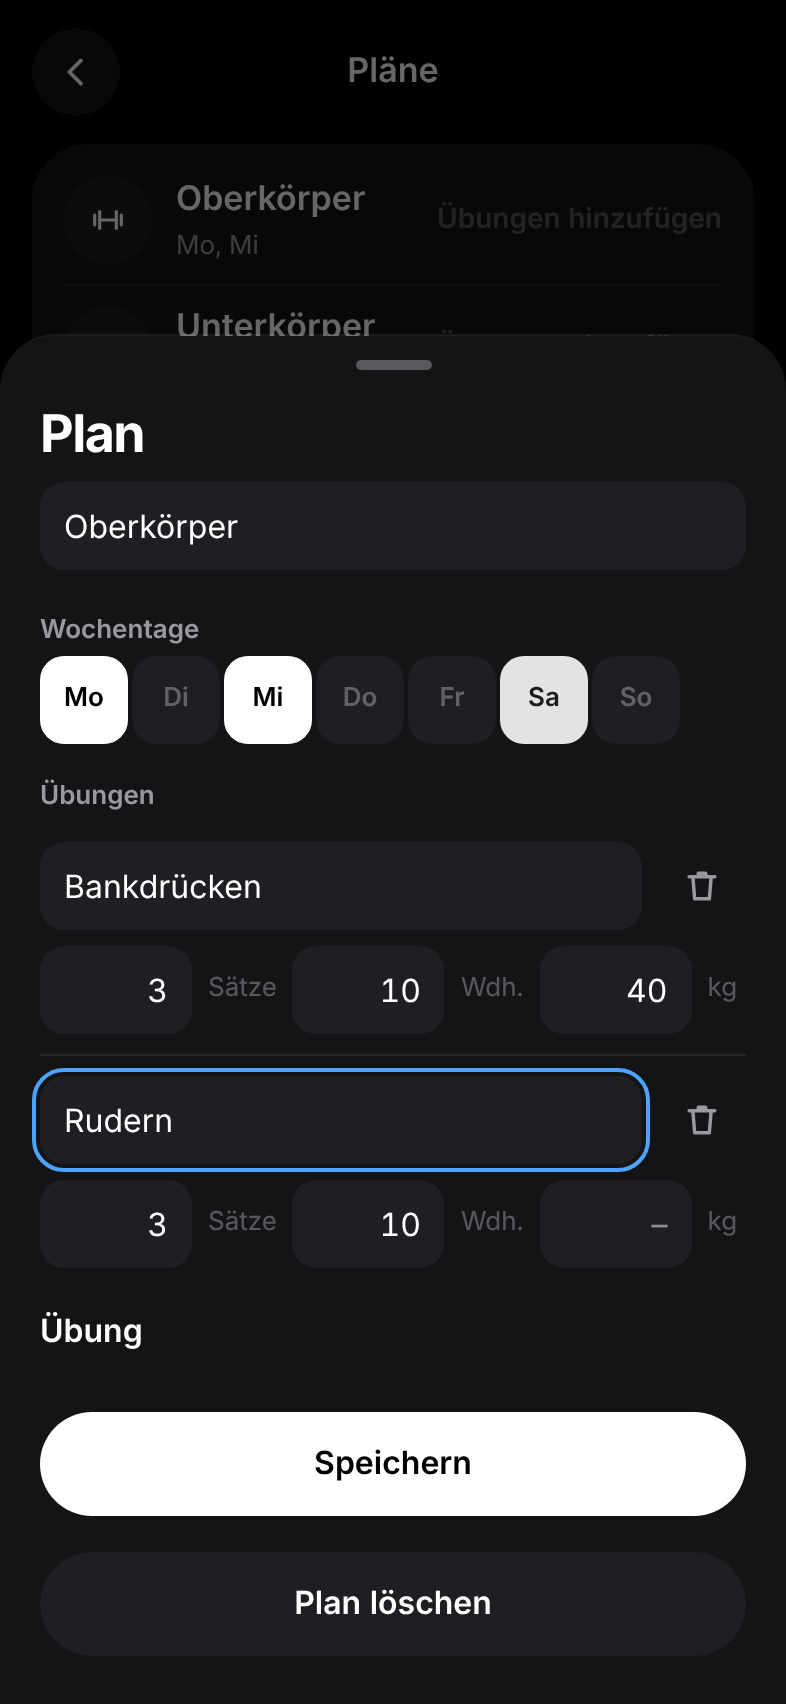 Pläne
Oberkörper
Übungen hinzufügen
Mo, Mi
Unterkörper
Plan
Oberkörper
Wochentage
Mo Di Mi Do Fr Sa So
Übungen
Bankdrücken
3 Sätze 10 Wdh. 40 kg
Rudern
3 Sätze 10 Wdh. – kg
Übung
Speichern
Plan löschen